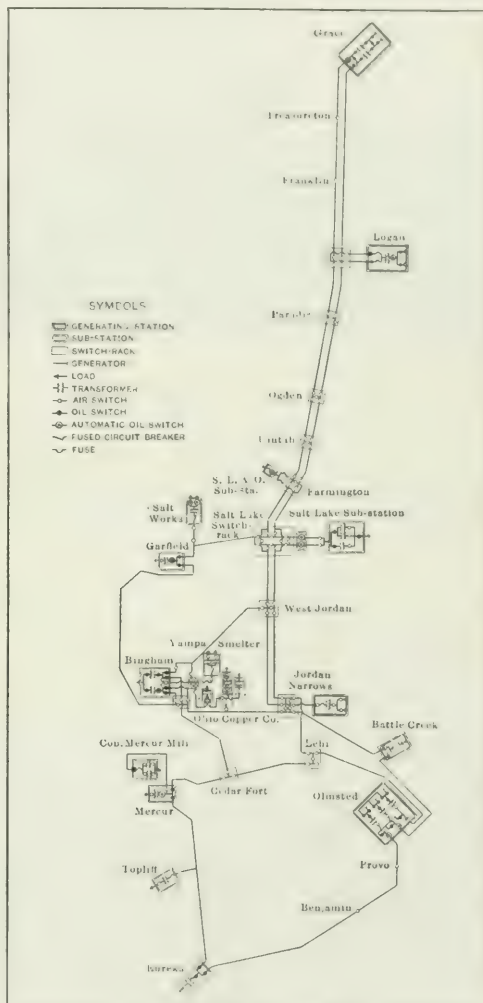 Grace
Treasureton
Franklin
Logan
SYMBOLS
GENERATING STATION
SUB-STATION
SWITCH-RACK
GENERATOR
LOAD
TRANSFORMER
AIR SWITCH
OIL SWITCH
AUTOMATIC OIL SWITCH
FUSED CIRCUIT BREAKER
FUSE
Paradise
Ogden
Uintah
S. L. & O.
Sub-sta.
Farmington
Salt
Works
Salt Lake
Switch-
rack
Salt Lake Sub-station
Garfield
West Jordan
Yampa Smelter
Bingham
Jordan
Narrows
Ohio Copper Co.
Battle Creek
Lehi
Con. Mercur Mill
Cedar Fort
Olmsted
Mercur
Topliff
Provo
Benjamin
Eureka